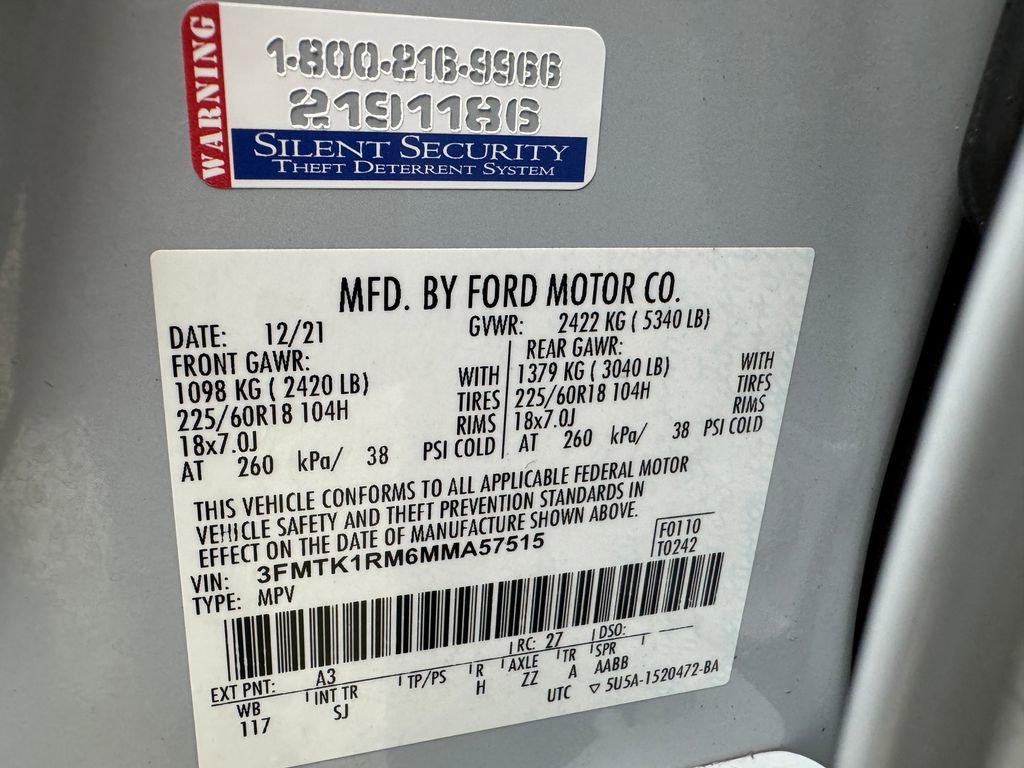 WARNING
1-800-216-9966
2191186
SILENT SECURITY
THEFT DETERRENT SYSTEM
MFD. BY FORD MOTOR CO.
DATE: 12/21 GVWR: 2422 KG ( 5340 LB)
FRONT GAWR: REAR GAWR:
1098 KG ( 2420 LB) WITH 1379 KG ( 3040 LB) WITH
225/60R18 104H TIRES 225/60R18 104H TIRES
18x7.0J RIMS 18x7.0J RIMS
AT 260 kPa/ 38 PSI COLD AT 260 kPa/ 38 PSI COLD
THIS VEHICLE CONFORMS TO ALL APPLICABLE FEDERAL MOTOR
VEHICLE SAFETY AND THEFT PREVENTION STANDARDS IN
EFFECT ON THE DATE OF MANUFACTURE SHOWN ABOVE.
VIN: 3FMTK1RM6MMA57515 F0110
TYPE: MPV T0242
EXT PNT: A3 RC: 27 DSO:
WB INT TR TP/PS R AXLE TR SPR
117 SJ H ZZ A AABB
UTC ▽ 5U5A-1520472-BA